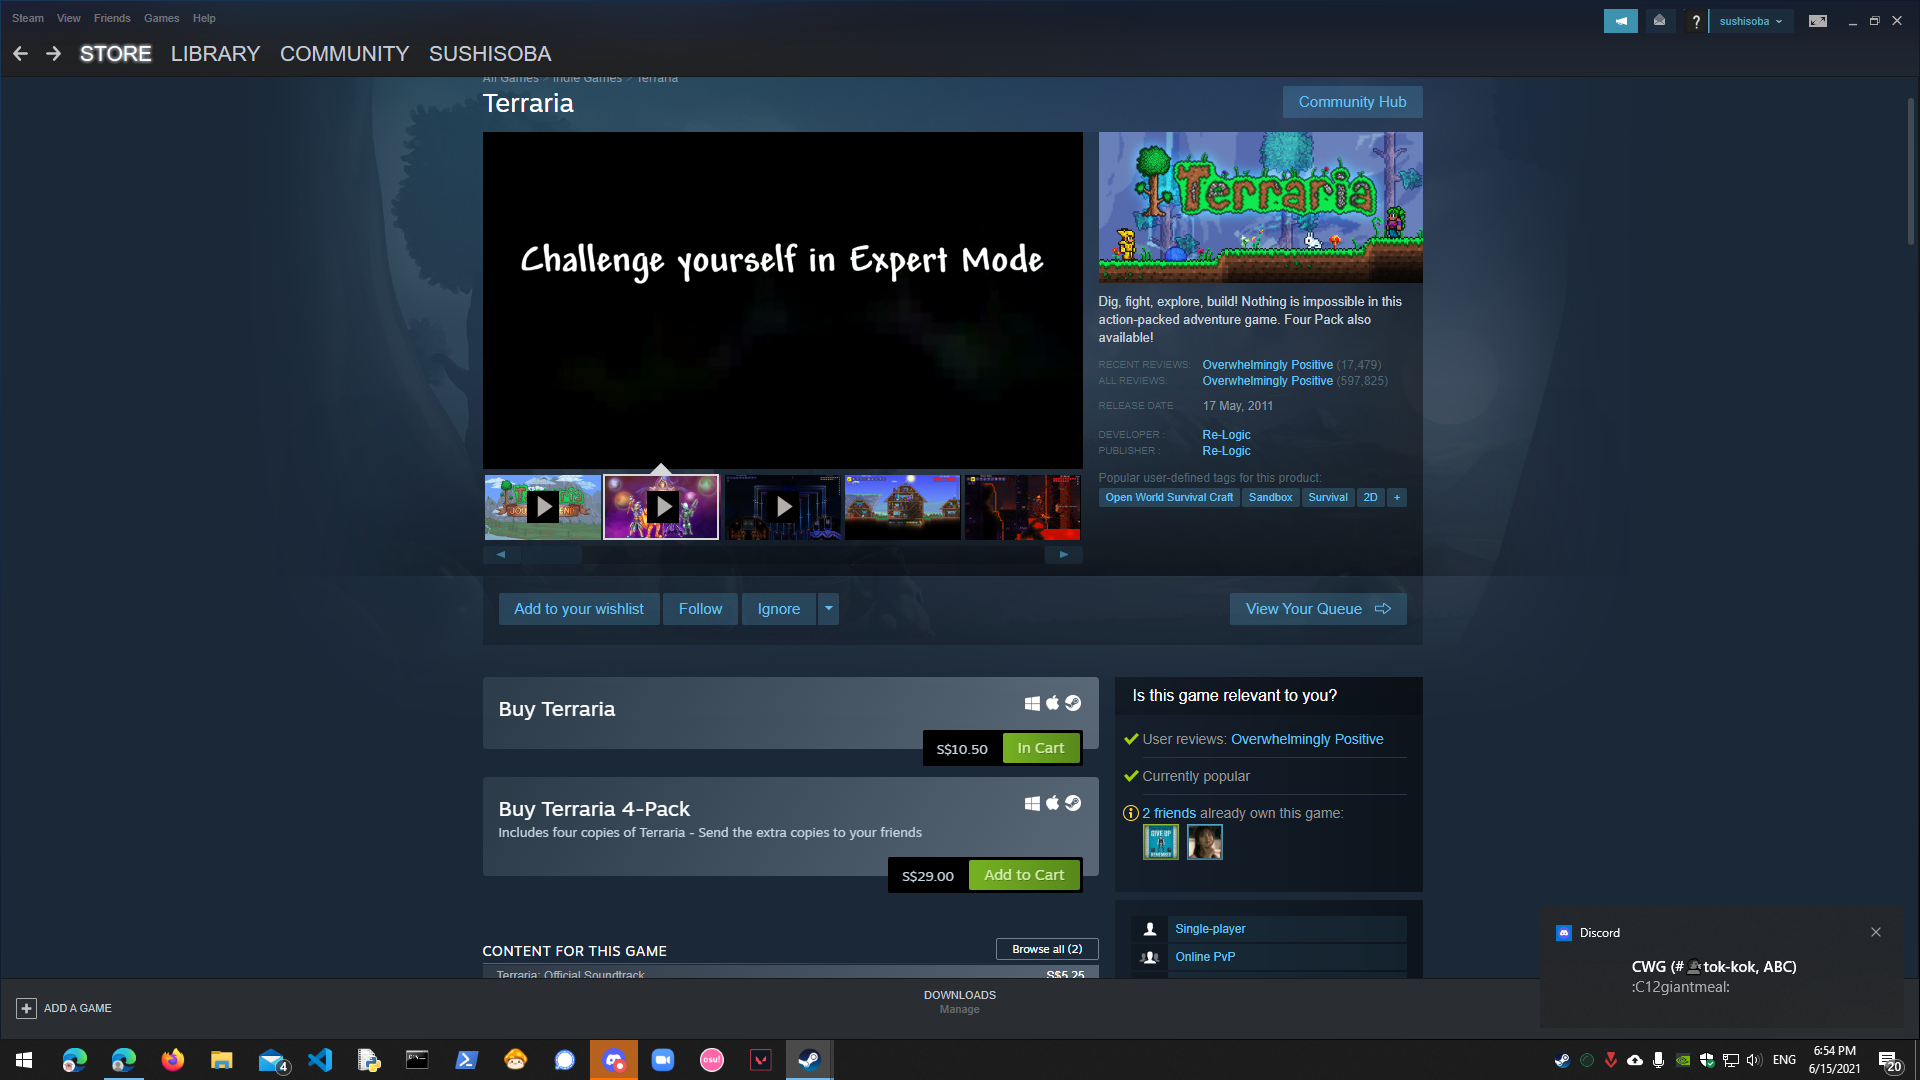 Steam View Friends Games Help
sushisoba
STORE LIBRARY COMMUNITY SUSHISOBA
All Games > Indie Games > Terraria
Terraria
Community Hub
Challenge yourself in Expert Mode
Terraria
Dig, fight, explore, build! Nothing is impossible in this
action-packed adventure game. Four Pack also
available!
RECENT REVIEWS: Overwhelmingly Positive (17,479)
ALL REVIEWS: Overwhelmingly Positive (597,825)
RELEASE DATE: 17 May, 2011
DEVELOPER: Re-Logic
PUBLISHER: Re-Logic
Popular user-defined tags for this product:
Open World Survival Craft Sandbox Survival 2D +
Add to your wishlist Follow Ignore
View Your Queue
Buy Terraria
S$10.50 In Cart
Buy Terraria 4-Pack
Includes four copies of Terraria - Send the extra copies to your friends
S$29.00 Add to Cart
CONTENT FOR THIS GAME Browse all (2)
Terraria: Official Soundtrack S$5.25
Is this game relevant to you?
User reviews: Overwhelmingly Positive
Currently popular
2 friends already own this game:
GIVE UP
Single-player
Online PvP
Discord
CWG (#tok-kok, ABC)
:C12giantmeal:
ADD A GAME
DOWNLOADS
Manage
4
osu!
ENG
6:54 PM
6/15/2021
20